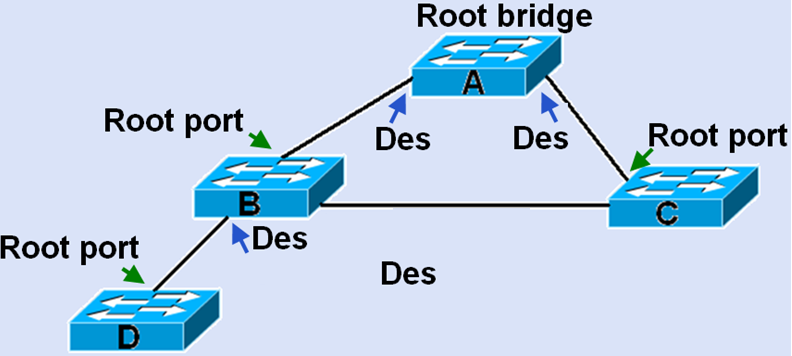 Root bridge
A
Root port
Des
Des
Root port
B
C
Root port
Des
Des
D